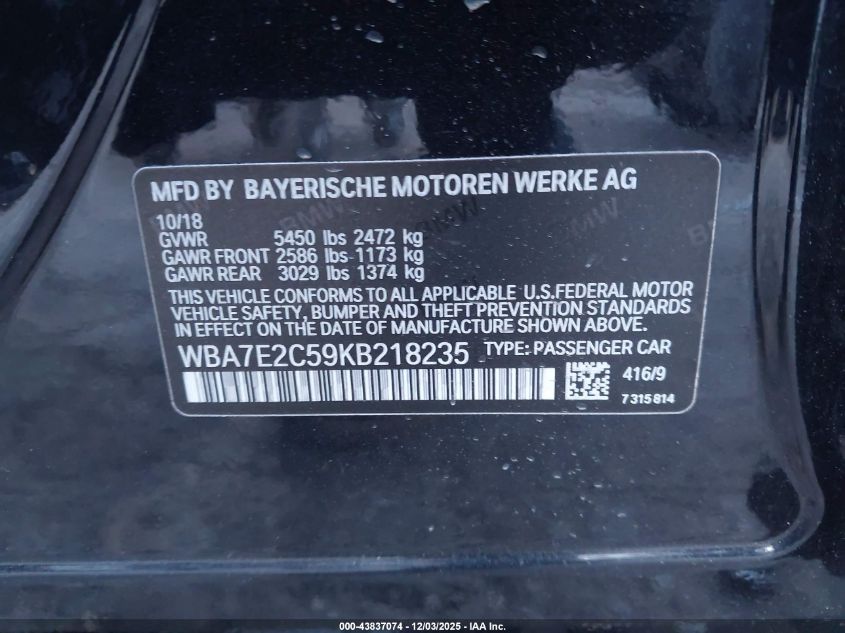 MFD BY BAYERISCHE MOTOREN WERKE AG
10/18
GVWR 5450 lbs 2472 kg
GAWR FRONT 2586 lbs 1173 kg
GAWR REAR 3029 lbs 1374 kg
THIS VEHICLE CONFORMS TO ALL APPLICABLE U.S.FEDERAL MOTOR
VEHICLE SAFETY, BUMPER AND THEFT PREVENTION STANDARDS
IN EFFECT ON THE DATE OF MANUFACTURE SHOWN ABOVE.
WBA7E2C59KB218235 TYPE: PASSENGER CAR
416/9
7315814
BMW BMW BMW
000-43837074 - 12/03/2025 - IAA Inc.